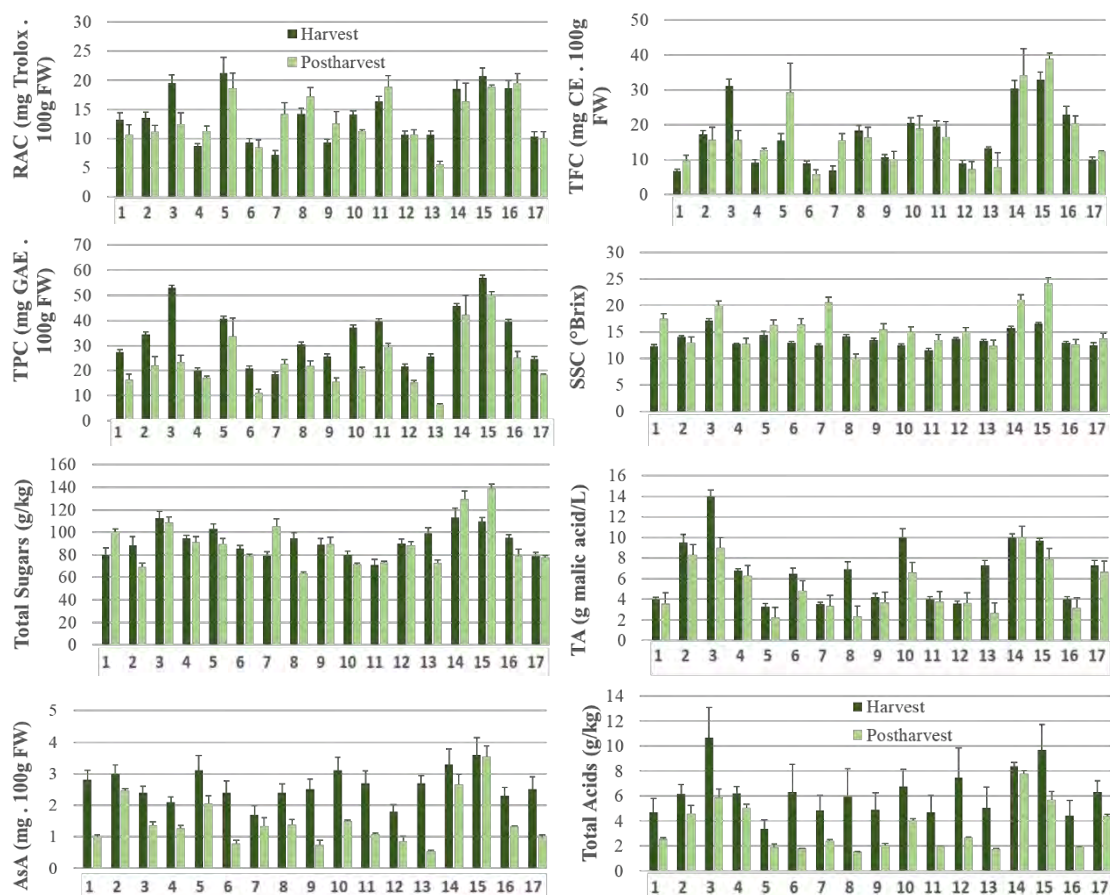 RAC (mg Trolox .
100g FW)
30
25
20
15
10
5
0
Harvest
Postharvest
1 2 3 4 5 6 7 8 9 10 11 12 13 14 15 16 17
TFC (mg CE . 100g
FW)
50
40
30
20
10
0
1 2 3 4 5 6 7 8 9 10 11 12 13 14 15 16 17
TPC (mg GAE .
100g FW)
70
60
50
40
30
20
10
0
1 2 3 4 5 6 7 8 9 10 11 12 13 14 15 16 17
SSC (ºBrix)
30
25
20
15
10
5
0
1 2 3 4 5 6 7 8 9 10 11 12 13 14 15 16 17
Total Sugars (g/kg)
160
140
120
100
80
60
40
20
0
1 2 3 4 5 6 7 8 9 10 11 12 13 14 15 16 17
TA (g malic acid/L)
16
14
12
10
8
6
4
2
0
1 2 3 4 5 6 7 8 9 10 11 12 13 14 15 16 17
AsA (mg . 100g FW)
5
4
3
2
1
0
1 2 3 4 5 6 7 8 9 10 11 12 13 14 15 16 17
Total Acids (g/kg)
14
12
10
8
6
4
2
0
Harvest
Postharvest
1 2 3 4 5 6 7 8 9 10 11 12 13 14 15 16 17